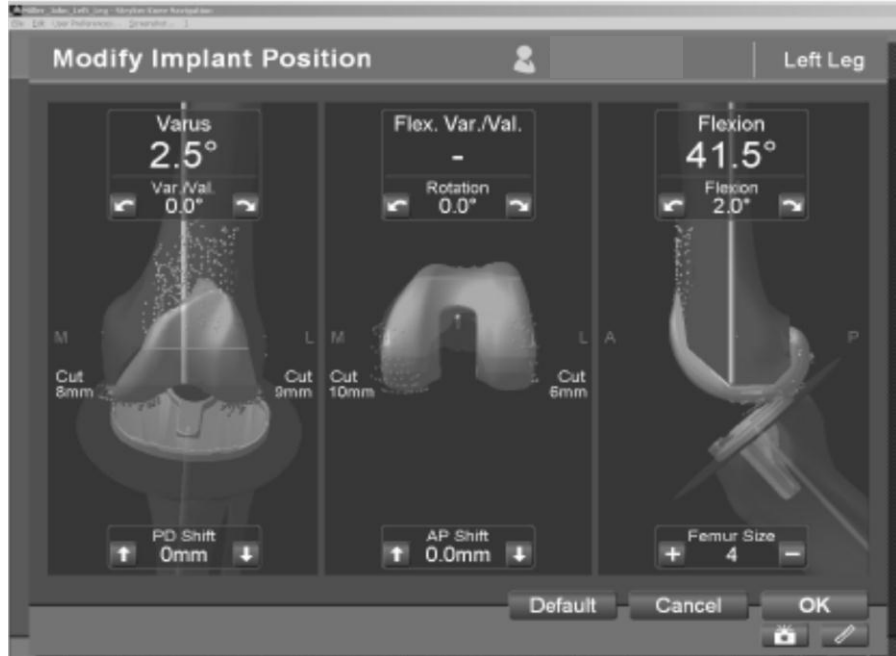 Modify Implant Position
Left Leg
Varus
2.5°
Var./Val.
0.0°
Flex. Var./Val.
-
Rotation
0.0°
Flexion
41.5°
Flexion
2.0°
M
L
M
L
A
P
Cut
8mm
Cut
9mm
Cut
10mm
Cut
6mm
PD Shift
0mm
AP Shift
0.0mm
Femur Size
+ 4 -
Default
Cancel
OK